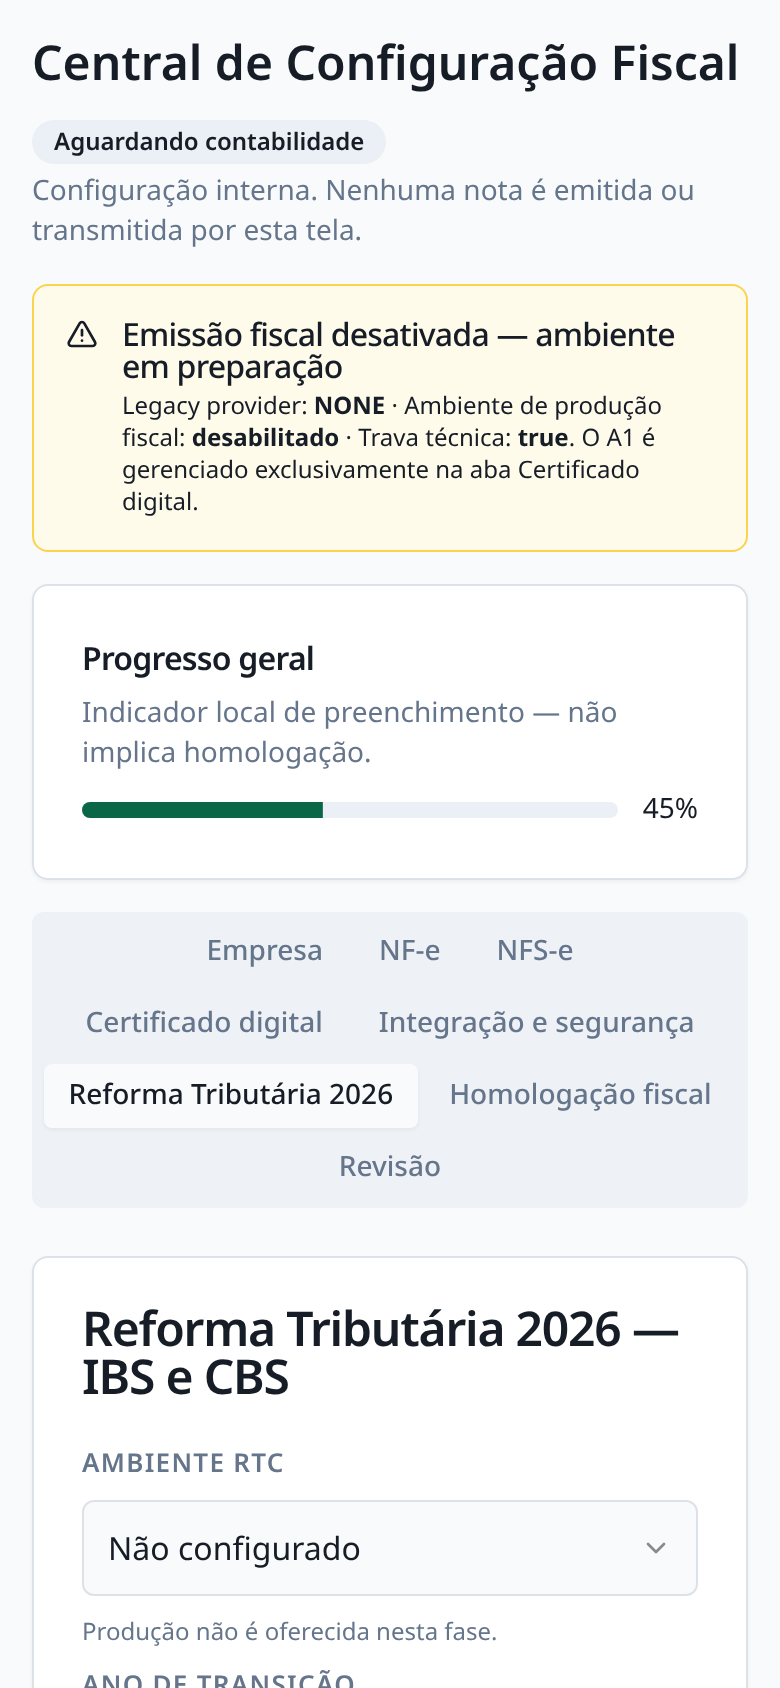 Central de Configuração Fiscal
Aguardando contabilidade
Configuração interna. Nenhuma nota é emitida ou
transmitida por esta tela.
Emissão fiscal desativada — ambiente
em preparação
Legacy provider: NONE · Ambiente de produção
fiscal: desabilitado · Trava técnica: true. O A1 é
gerenciado exclusivamente na aba Certificado
digital.
Progresso geral
Indicador local de preenchimento — não
implica homologação.
45%
Empresa NF-e NFS-e
Certificado digital Integração e segurança
Reforma Tributária 2026 Homologação fiscal
Revisão
Reforma Tributária 2026 —
IBS e CBS
AMBIENTE RTC
Não configurado
Produção não é oferecida nesta fase.
ANO DE TRANSIÇÃO